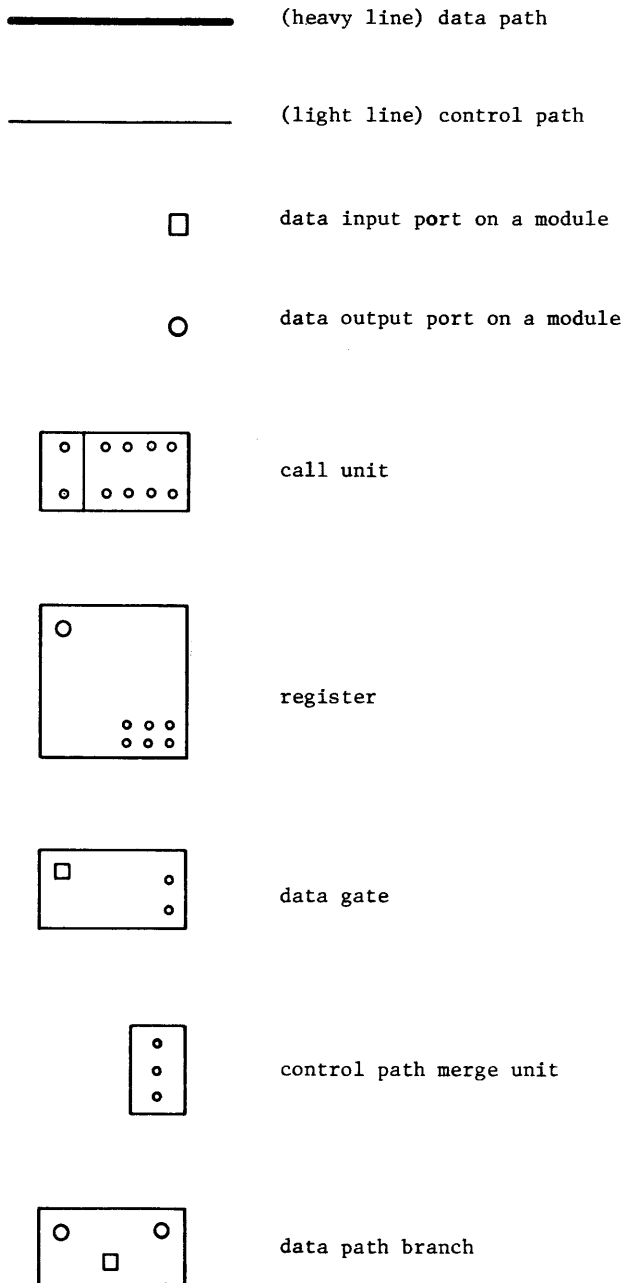 (heavy line) data path
(light line) control path
data input port on a module
data output port on a module
call unit
register
data gate
control path merge unit
data path branch